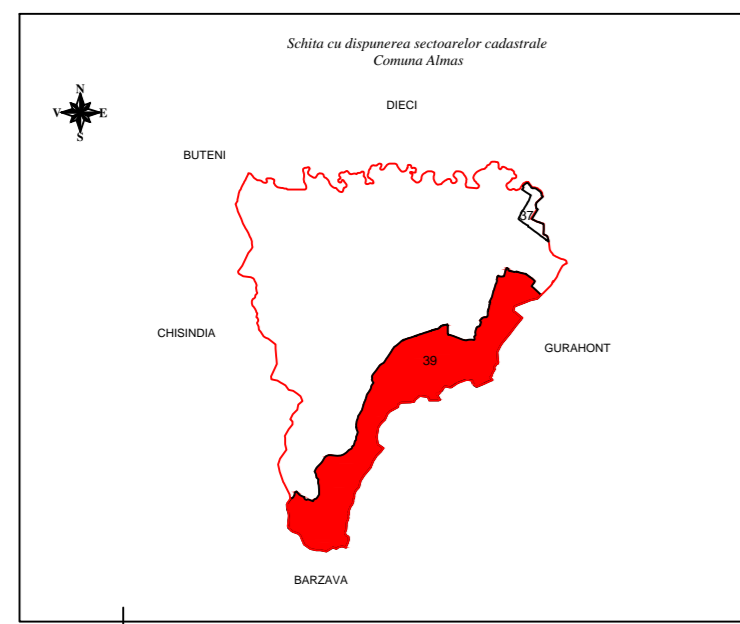 Schita cu dispunerea sectoarelor cadastrale
Comuna Almas
N
V E
S
DIECI
BUTENI
37
CHISINDIA
GURAHONT
39
BARZAVA